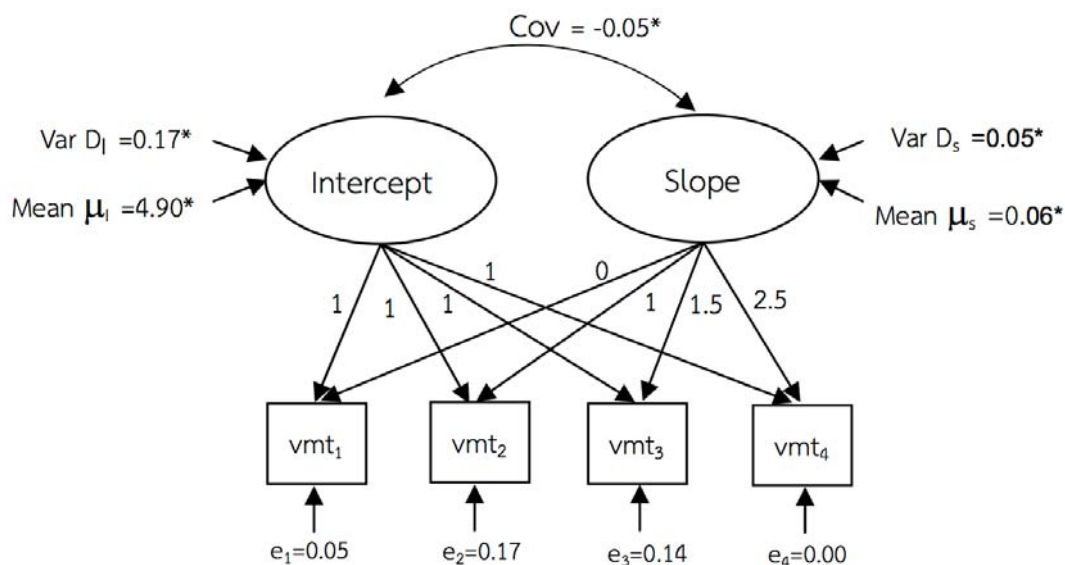 Cov = -0.05*
Var D_I =0.17*
Var D_s =0.05*
Intercept
Slope
Mean μ_I =4.90*
Mean μ_s =0.06*
1
0
1
1
1
1
1.5
2.5
vmt₁
vmt₂
vmt₃
vmt₄
e₁=0.05
e₂=0.17
e₃=0.14
e₄=0.00